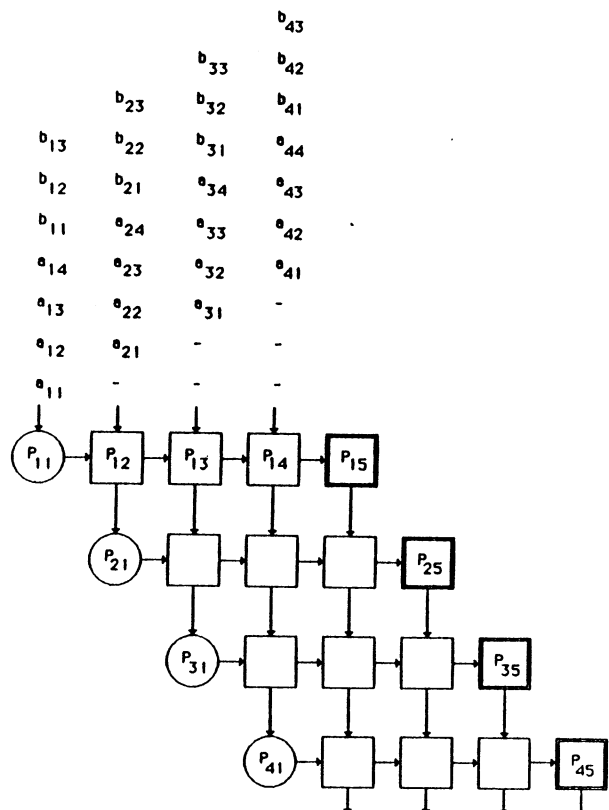 b43
b33 b42
b23 b32 b41
b13 b22 b31 a44
b12 b21 a34 a43
b11 a24 a33 a42
a14 a23 a32 a41
a13 a22 a31 -
a12 a21 - -
a11 - - -
P11 P12 P13 P14 P15
P21 P25
P31 P35
P41 P45